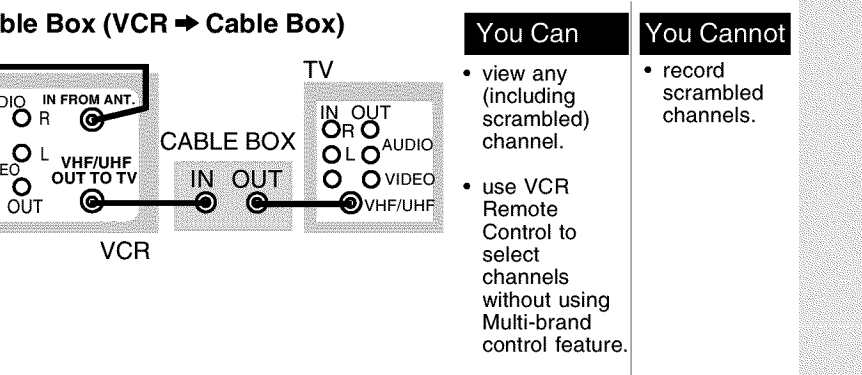 ble Box (VCR ➔ Cable Box)
IN FROM ANT.
R
L
VHF/UHF
OUT TO TV
OUT
VCR
CABLE BOX
IN OUT
TV
IN OUT
R
AUDIO
L
VIDEO
VHF/UHF
You Can
• view any
(including
scrambled)
channel.
• use VCR
Remote
Control to
select
channels
without using
Multi-brand
control feature.
You Cannot
• record
scrambled
channels.